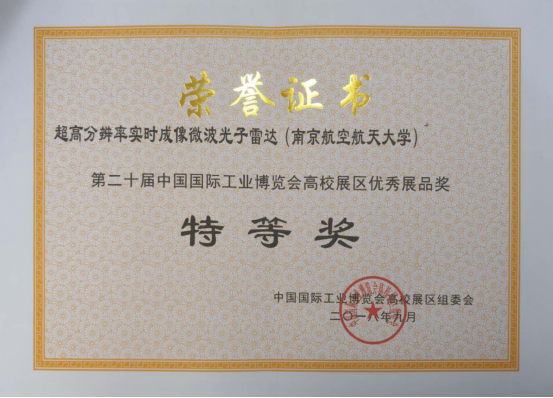 荣誉证书
超高分辨率实时成像微波光子雷达（南京航空航天大学）
第二十届中国国际工业博览会高校展区优秀展品奖
特等奖
中国国际工业博览会高校展区组委会
二〇一八年九月